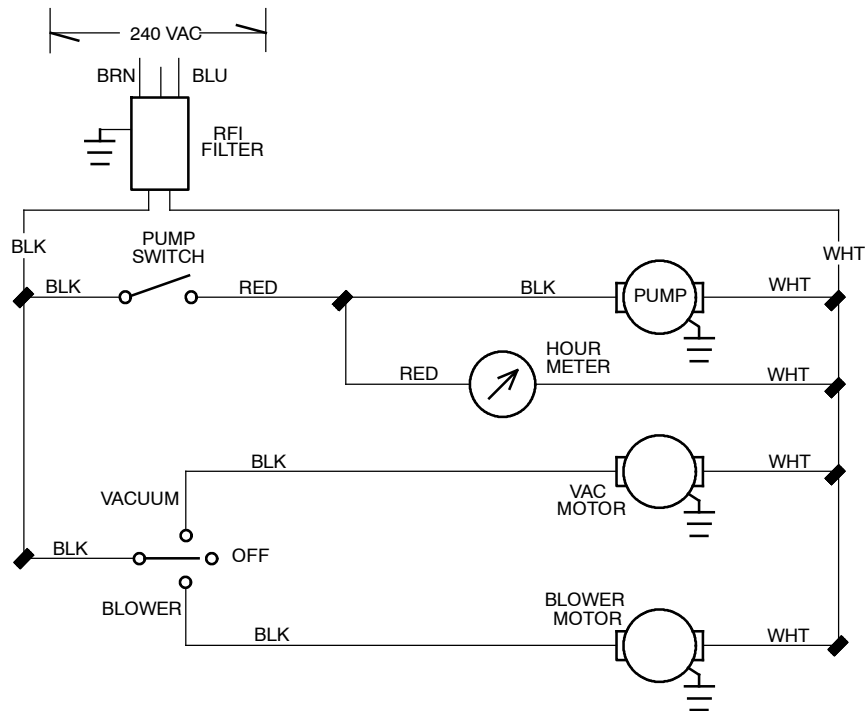 240 VAC
BRN
BLU
RFI
FILTER
BLK
PUMP
SWITCH
WHT
BLK
RED
BLK
PUMP
WHT
HOUR
METER
RED
WHT
BLK
WHT
VACUUM
VAC
MOTOR
BLK
OFF
BLOWER
BLOWER
MOTOR
BLK
WHT